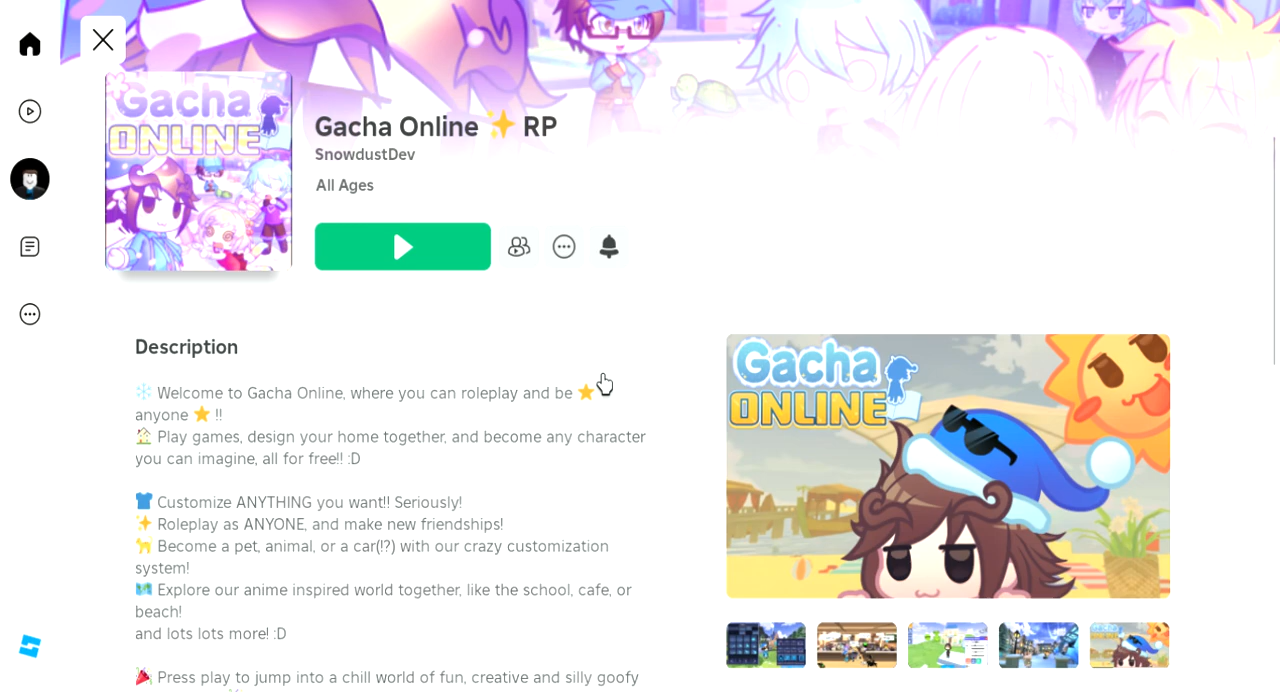 Gacha
ONLINE
Gacha Online ✨ RP
SnowdustDev
All Ages
Description
❄️ Welcome to Gacha Online, where you can roleplay and be ⭐
anyone ⭐ !!
🏠 Play games, design your home together, and become any character
you can imagine, all for free!! :D
👕 Customize ANYTHING you want!! Seriously!
✨ Roleplay as ANYONE, and make new friendships!
🐈 Become a pet, animal, or a car(!?) with our crazy customization
system!
🗺️ Explore our anime inspired world together, like the school, cafe, or
beach!
and lots lots more! :D
🎉 Press play to jump into a chill world of fun, creative and silly goofy
Gacha
ONLINE